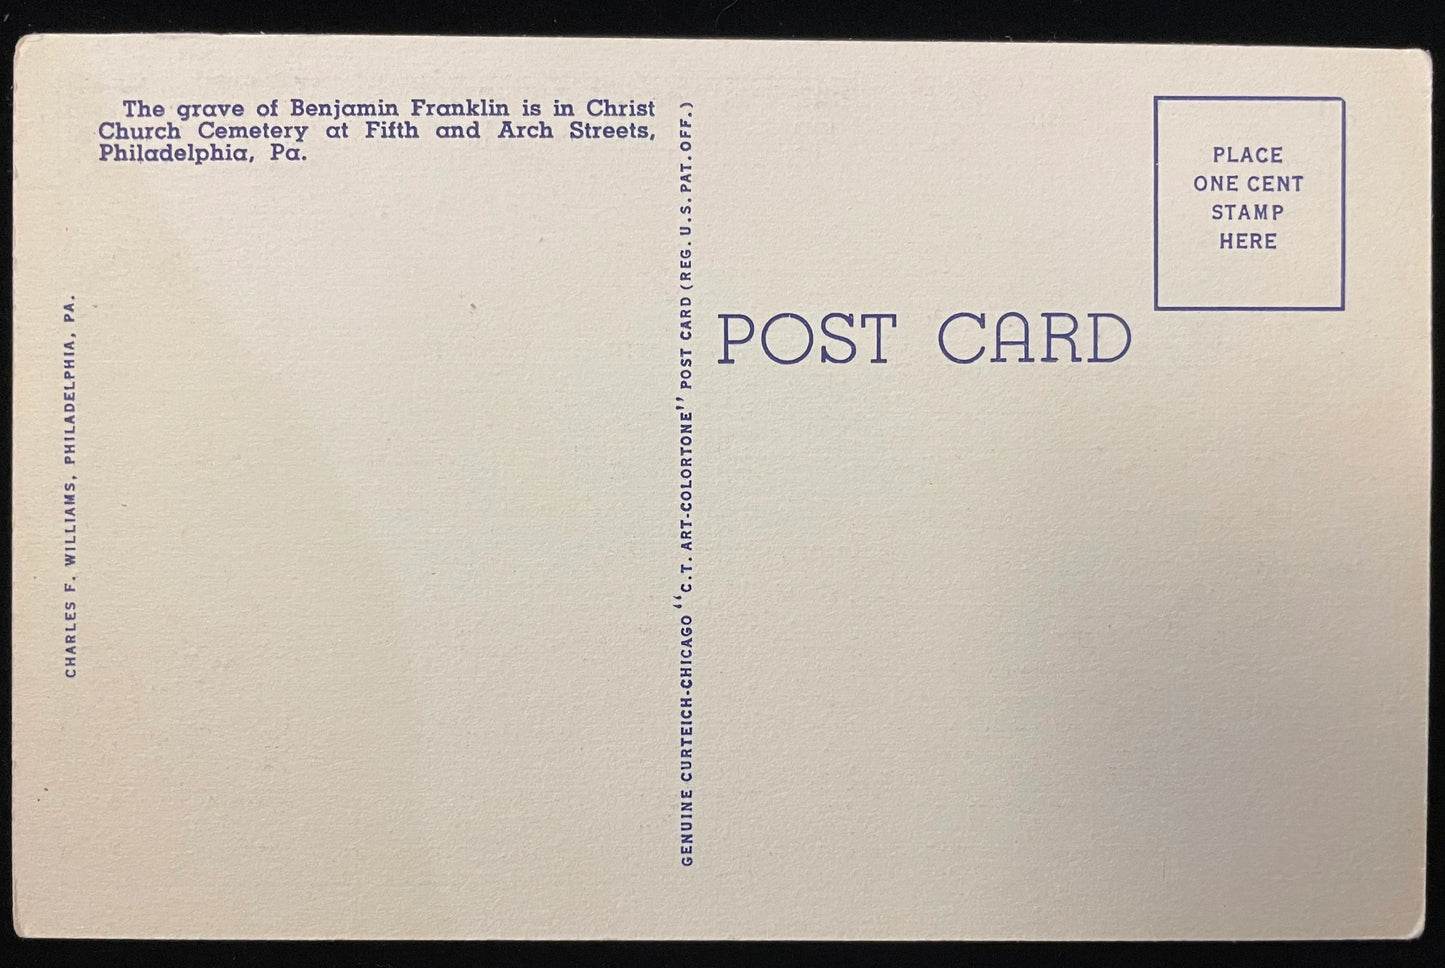 The grave of Benjamin Franklin is in Christ
Church Cemetery at Fifth and Arch Streets,
Philadelphia, Pa.
CHARLES F. WILLIAMS, PHILADELPHIA, PA.
GENUINE CURTEICH-CHICAGO "C.T. ART-COLORTONE" POST CARD (REG. U.S. PAT. OFF.)
POST CARD
PLACE
ONE CENT
STAMP
HERE